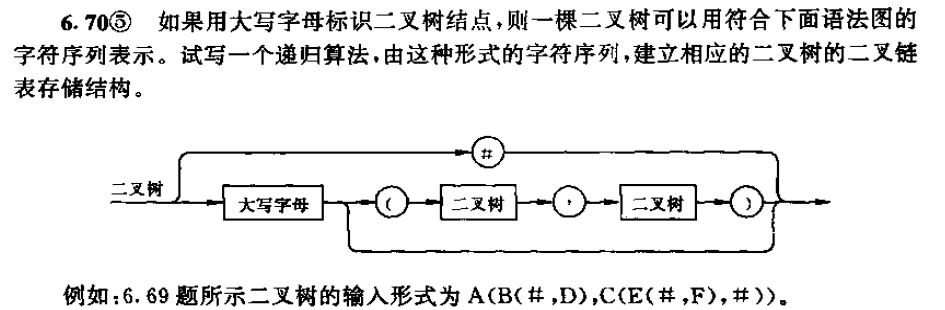 6.70⑤ 如果用大写字母标识二叉树结点,则一棵二叉树可以用符合下面语法图的
字符序列表示。试写一个递归算法,由这种形式的字符序列,建立相应的二叉树的二叉链
表存储结构。
#
二叉树
大写字母 ( 二叉树 , 二叉树 )
例如:6.69题所示二叉树的输入形式为 A(B(#,D),C(E(#,F),#))。